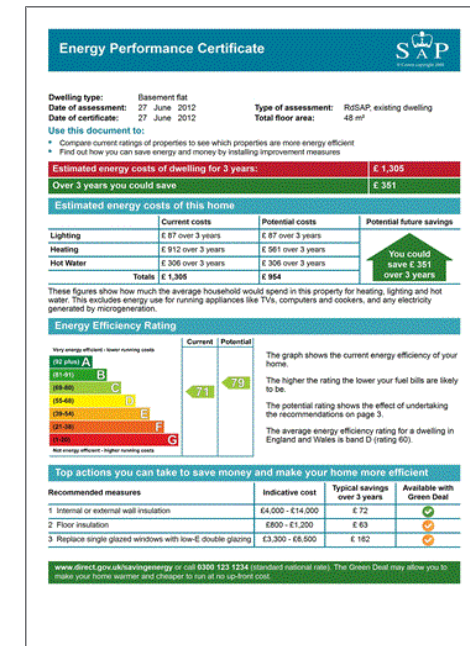 Energy Performance Certificate
SAP
© Crown copyright 2009
Dwelling type: Basement flat
Date of assessment: 27 June 2012 Type of assessment: RdSAP, existing dwelling
Date of certificate: 27 June 2012 Total floor area: 48 m²
Use this document to:
• Compare current ratings of properties to see which properties are more energy efficient
• Find out how you can save energy and money by installing improvement measures
Estimated energy costs of dwelling for 3 years: £ 1,305
Over 3 years you could save £ 351
Estimated energy costs of this home
Current costs Potential costs Potential future savings
Lighting £ 87 over 3 years £ 87 over 3 years
Heating £ 912 over 3 years £ 561 over 3 years
Hot Water £ 306 over 3 years £ 306 over 3 years
Totals £ 1,305 £ 954
You could
save £ 351
over 3 years
These figures show how much the average household would spend in this property for heating, lighting and hot
water. This excludes energy use for running appliances like TVs, computers and cookers, and any electricity
generated by microgeneration.
Energy Efficiency Rating
Current Potential
Very energy efficient - lower running costs
(92 plus) A
(81-91) B
(69-80) C
(55-68) D
(39-54) E
(21-38) F
(1-20) G
Not energy efficient - higher running costs
71
79
The graph shows the current energy efficiency of your
home.
The higher the rating the lower your fuel bills are likely
to be.
The potential rating shows the effect of undertaking
the recommendations on page 3.
The average energy efficiency rating for a dwelling in
England and Wales is band D (rating 60).
Top actions you can take to save money and make your home more efficient
Recommended measures Indicative cost Typical savings over 3 years Available with Green Deal
1 Internal or external wall insulation £4,000 - £14,000 £ 72
2 Floor insulation £800 - £1,200 £ 63
3 Replace single glazed windows with low-E double glazing £3,300 - £6,500 £ 162
www.direct.gov.uk/savingenergy or call 0300 123 1234 (standard national rate). The Green Deal may allow you to
make your home warmer and cheaper to run at no up-front cost.